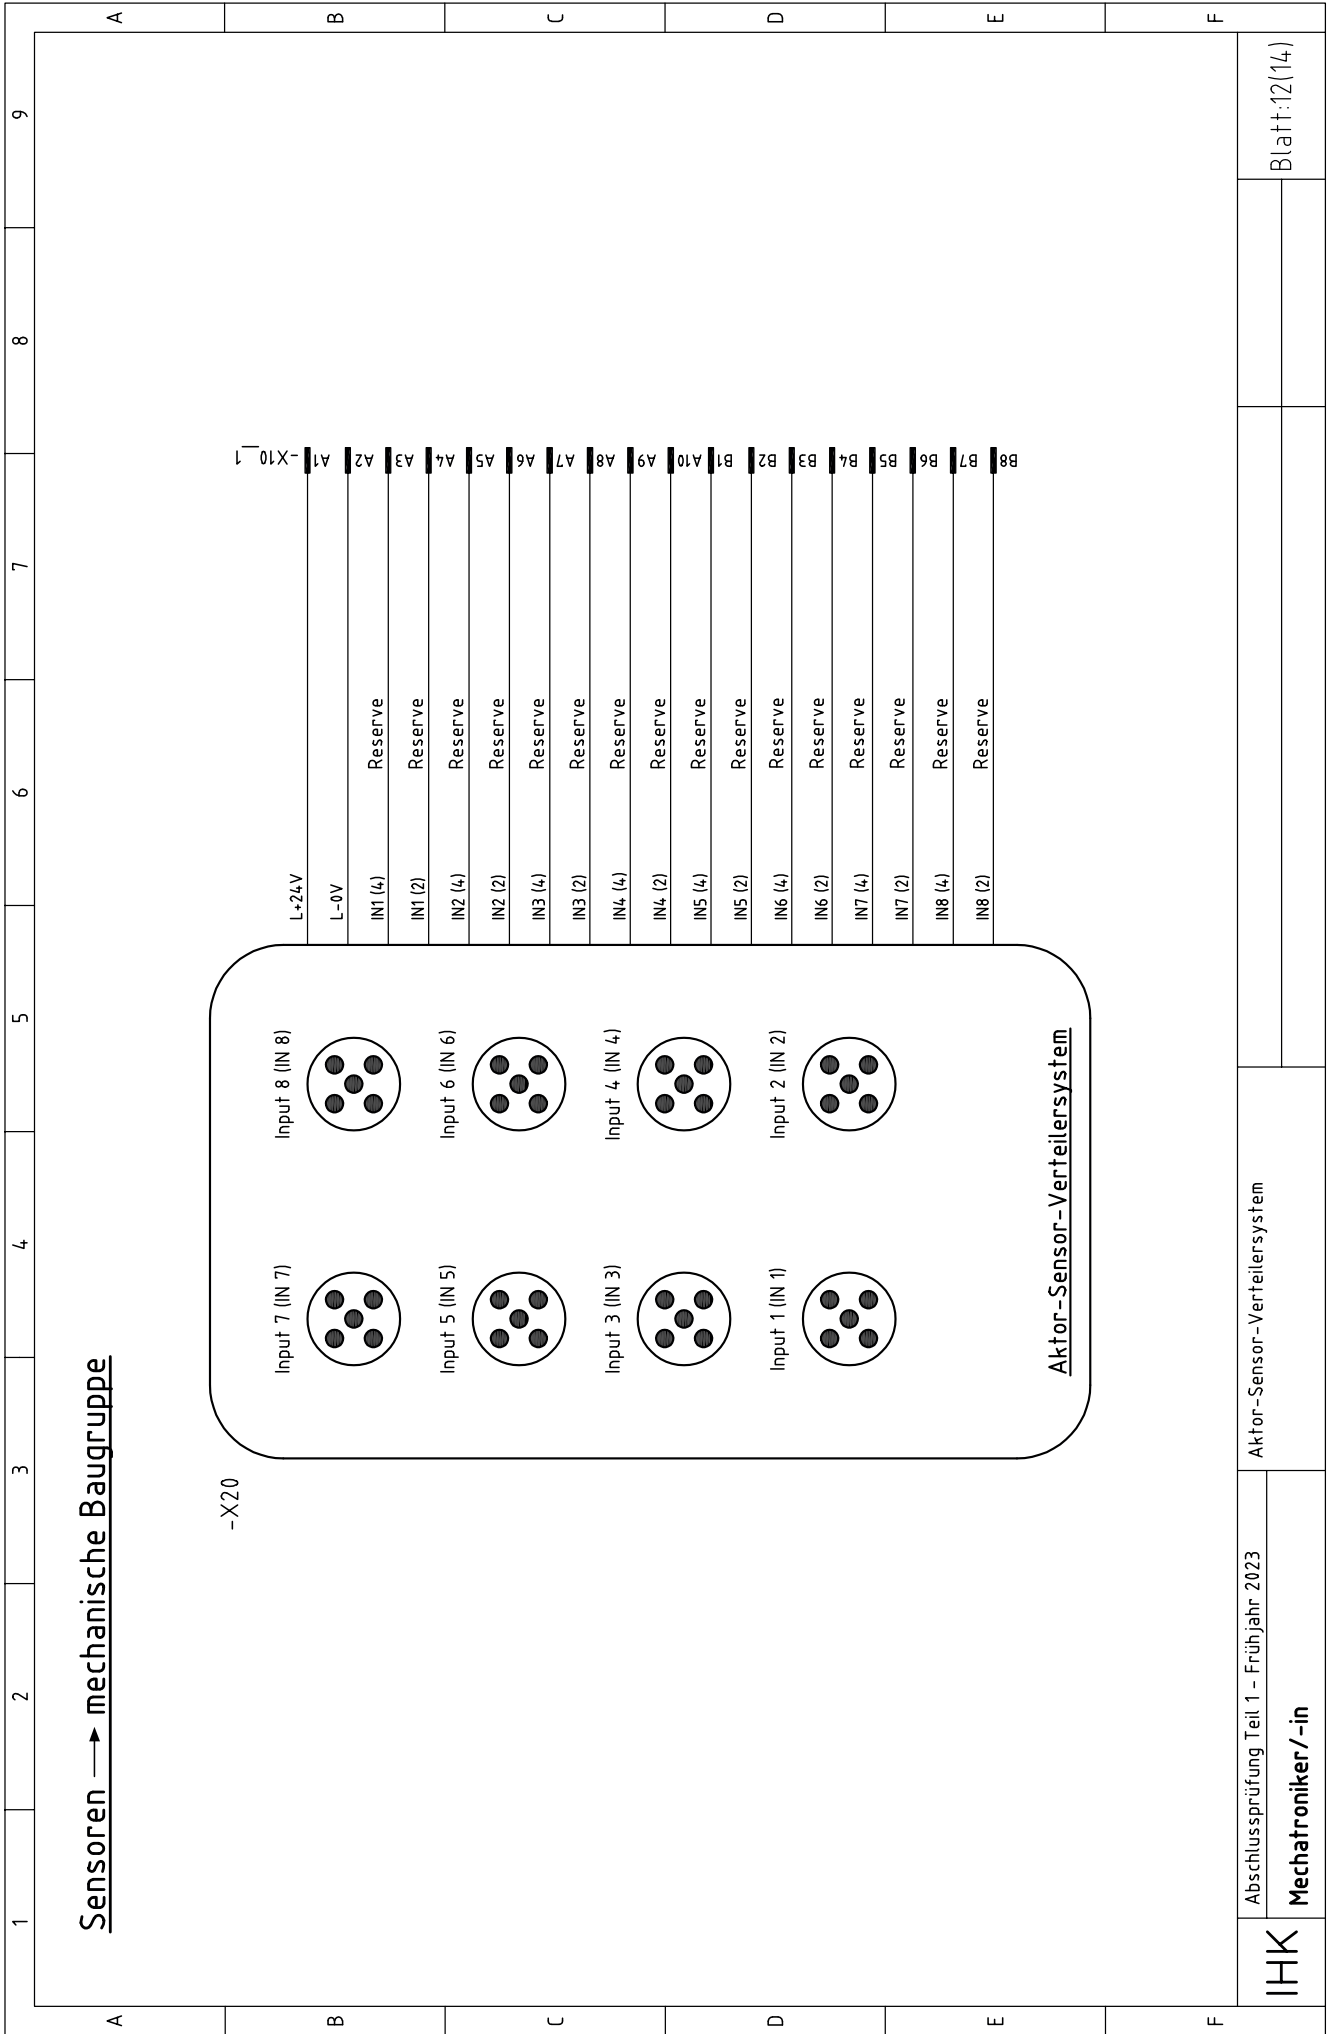 1 2 3 4 5 6 7 8 9
A
B
C
D
E
F
A
B
C
D
E
F
Sensoren → mechanische Baugruppe
-X20
Input 7 (IN 7)
Input 8 (IN 8)
Input 5 (IN 5)
Input 6 (IN 6)
Input 3 (IN 3)
Input 4 (IN 4)
Input 1 (IN 1)
Input 2 (IN 2)
Aktor-Sensor-Verteilersystem
-X10_1
L+24V A1
L-0V A2
IN1 (4) Reserve A3
IN1 (2) Reserve A4
IN2 (4) Reserve A5
IN2 (2) Reserve A6
IN3 (4) Reserve A7
IN3 (2) Reserve A8
IN4 (4) Reserve A9
IN4 (2) Reserve A10
IN5 (4) Reserve B1
IN5 (2) Reserve B2
IN6 (4) Reserve B3
IN6 (2) Reserve B4
IN7 (4) Reserve B5
IN7 (2) Reserve B6
IN8 (4) Reserve B7
IN8 (2) Reserve B8
IHK
Abschlussprüfung Teil 1 - Frühjahr 2023
Mechatroniker/-in
Aktor-Sensor-Verteilersystem
Blatt:12(14)